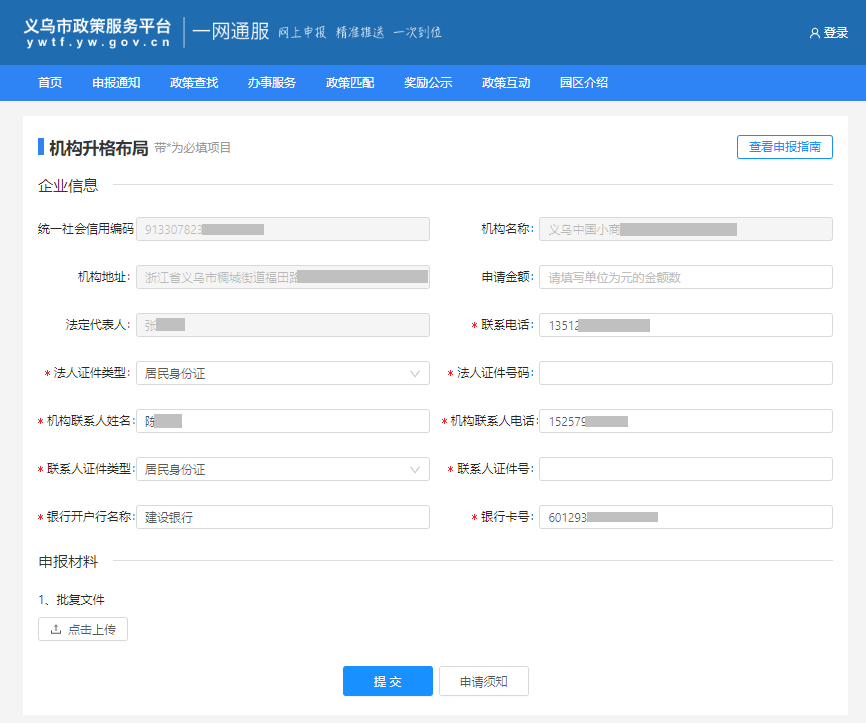 义乌市政策服务平台 一网通服 网上申报 精准推送 一次到位 登录
ywtf.yw.gov.cn
首页 申报通知 政策查找 办事服务 政策匹配 奖励公示 政策互动 园区介绍
机构升格布局 带*为必填项目 查看申报指南
企业信息
统一社会信用编码 913307823 机构名称: 义乌中国小商
机构地址: 浙江省义乌市稠城街道福田路 申请金额: 请填写单位为元的金额数
法定代表人: 张 * 联系电话: 13512
* 法人证件类型: 居民身份证 * 法人证件号码:
* 机构联系人姓名: 陈 * 机构联系人电话: 152579
* 联系人证件类型: 居民身份证 * 联系人证件号:
* 银行开户行名称: 建设银行 * 银行卡号: 601293
申报材料
1、批复文件
点击上传
提 交 申请须知